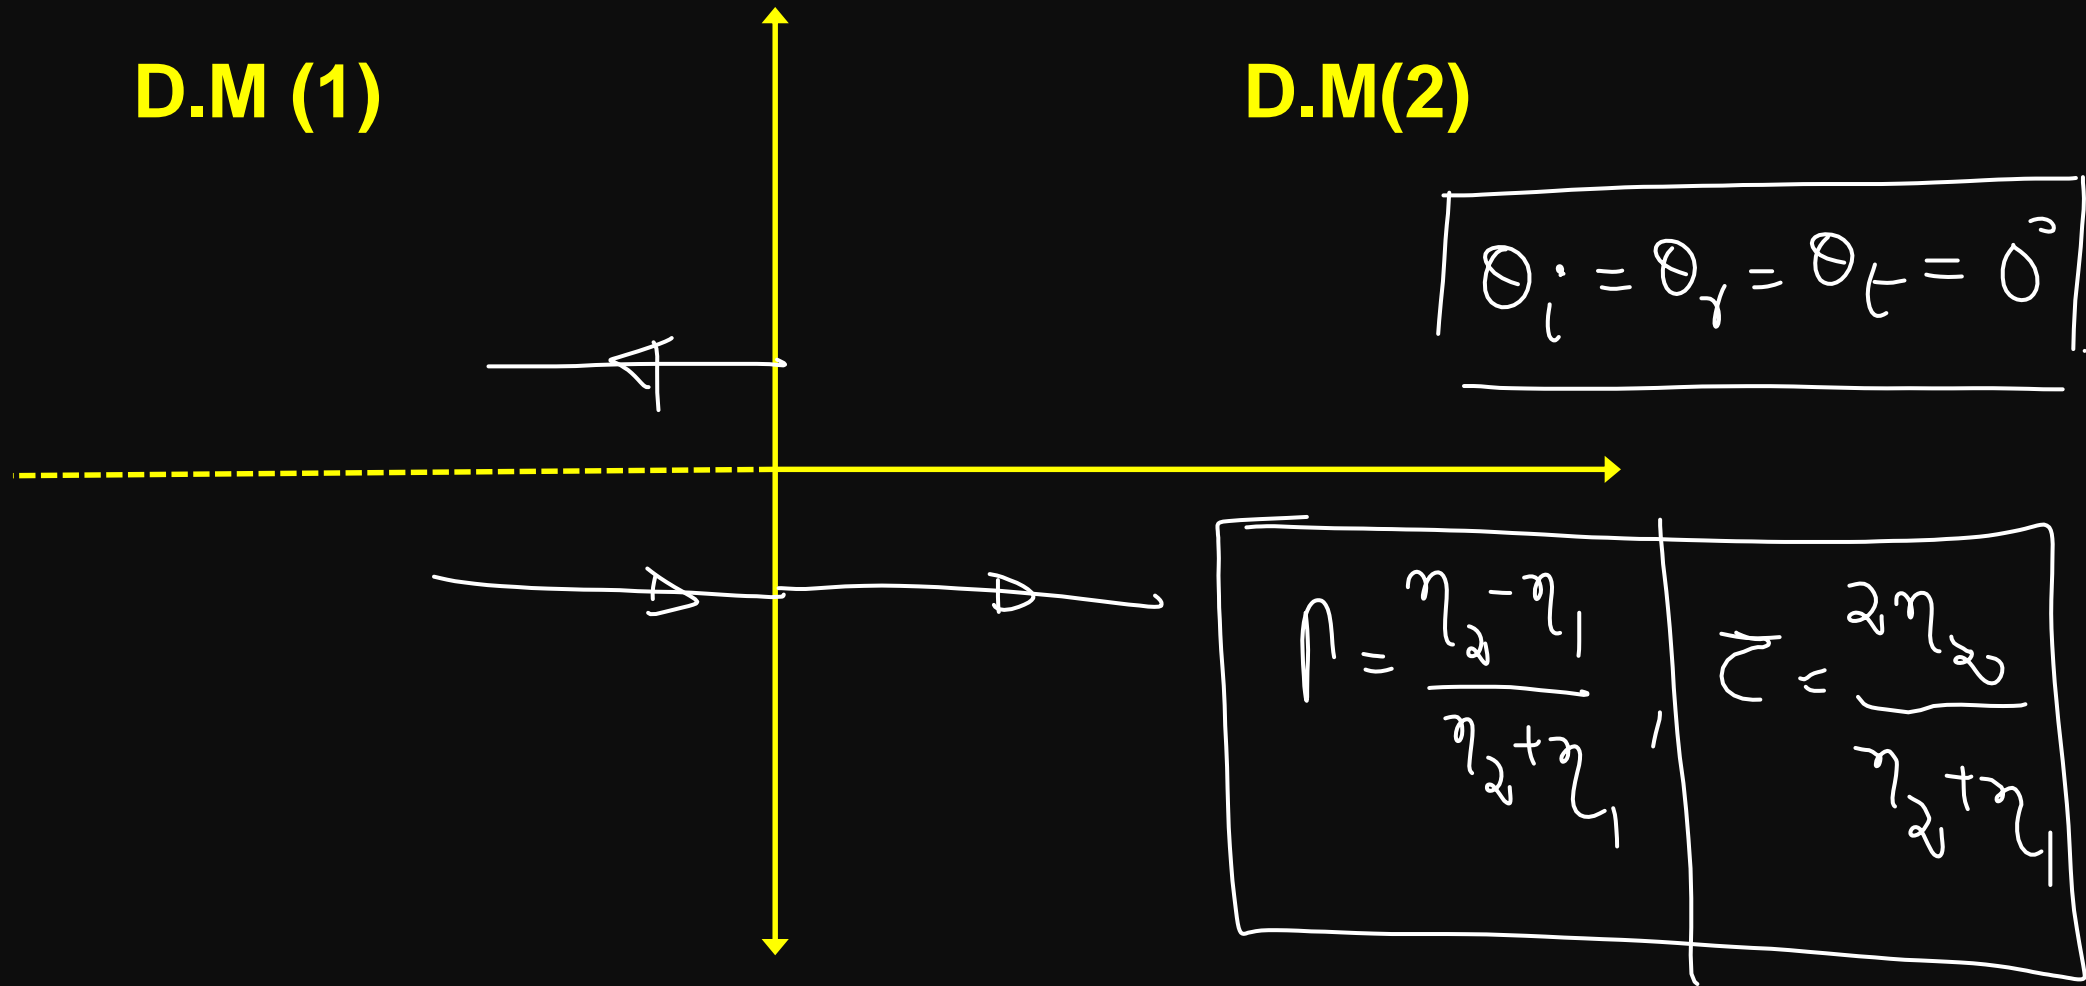 D.M (1)
D.M(2)
θi = θr = θt = 0°
Γ = (η2 - η1) / (η2 + η1) , τ = 2η2 / (η2 + η1)